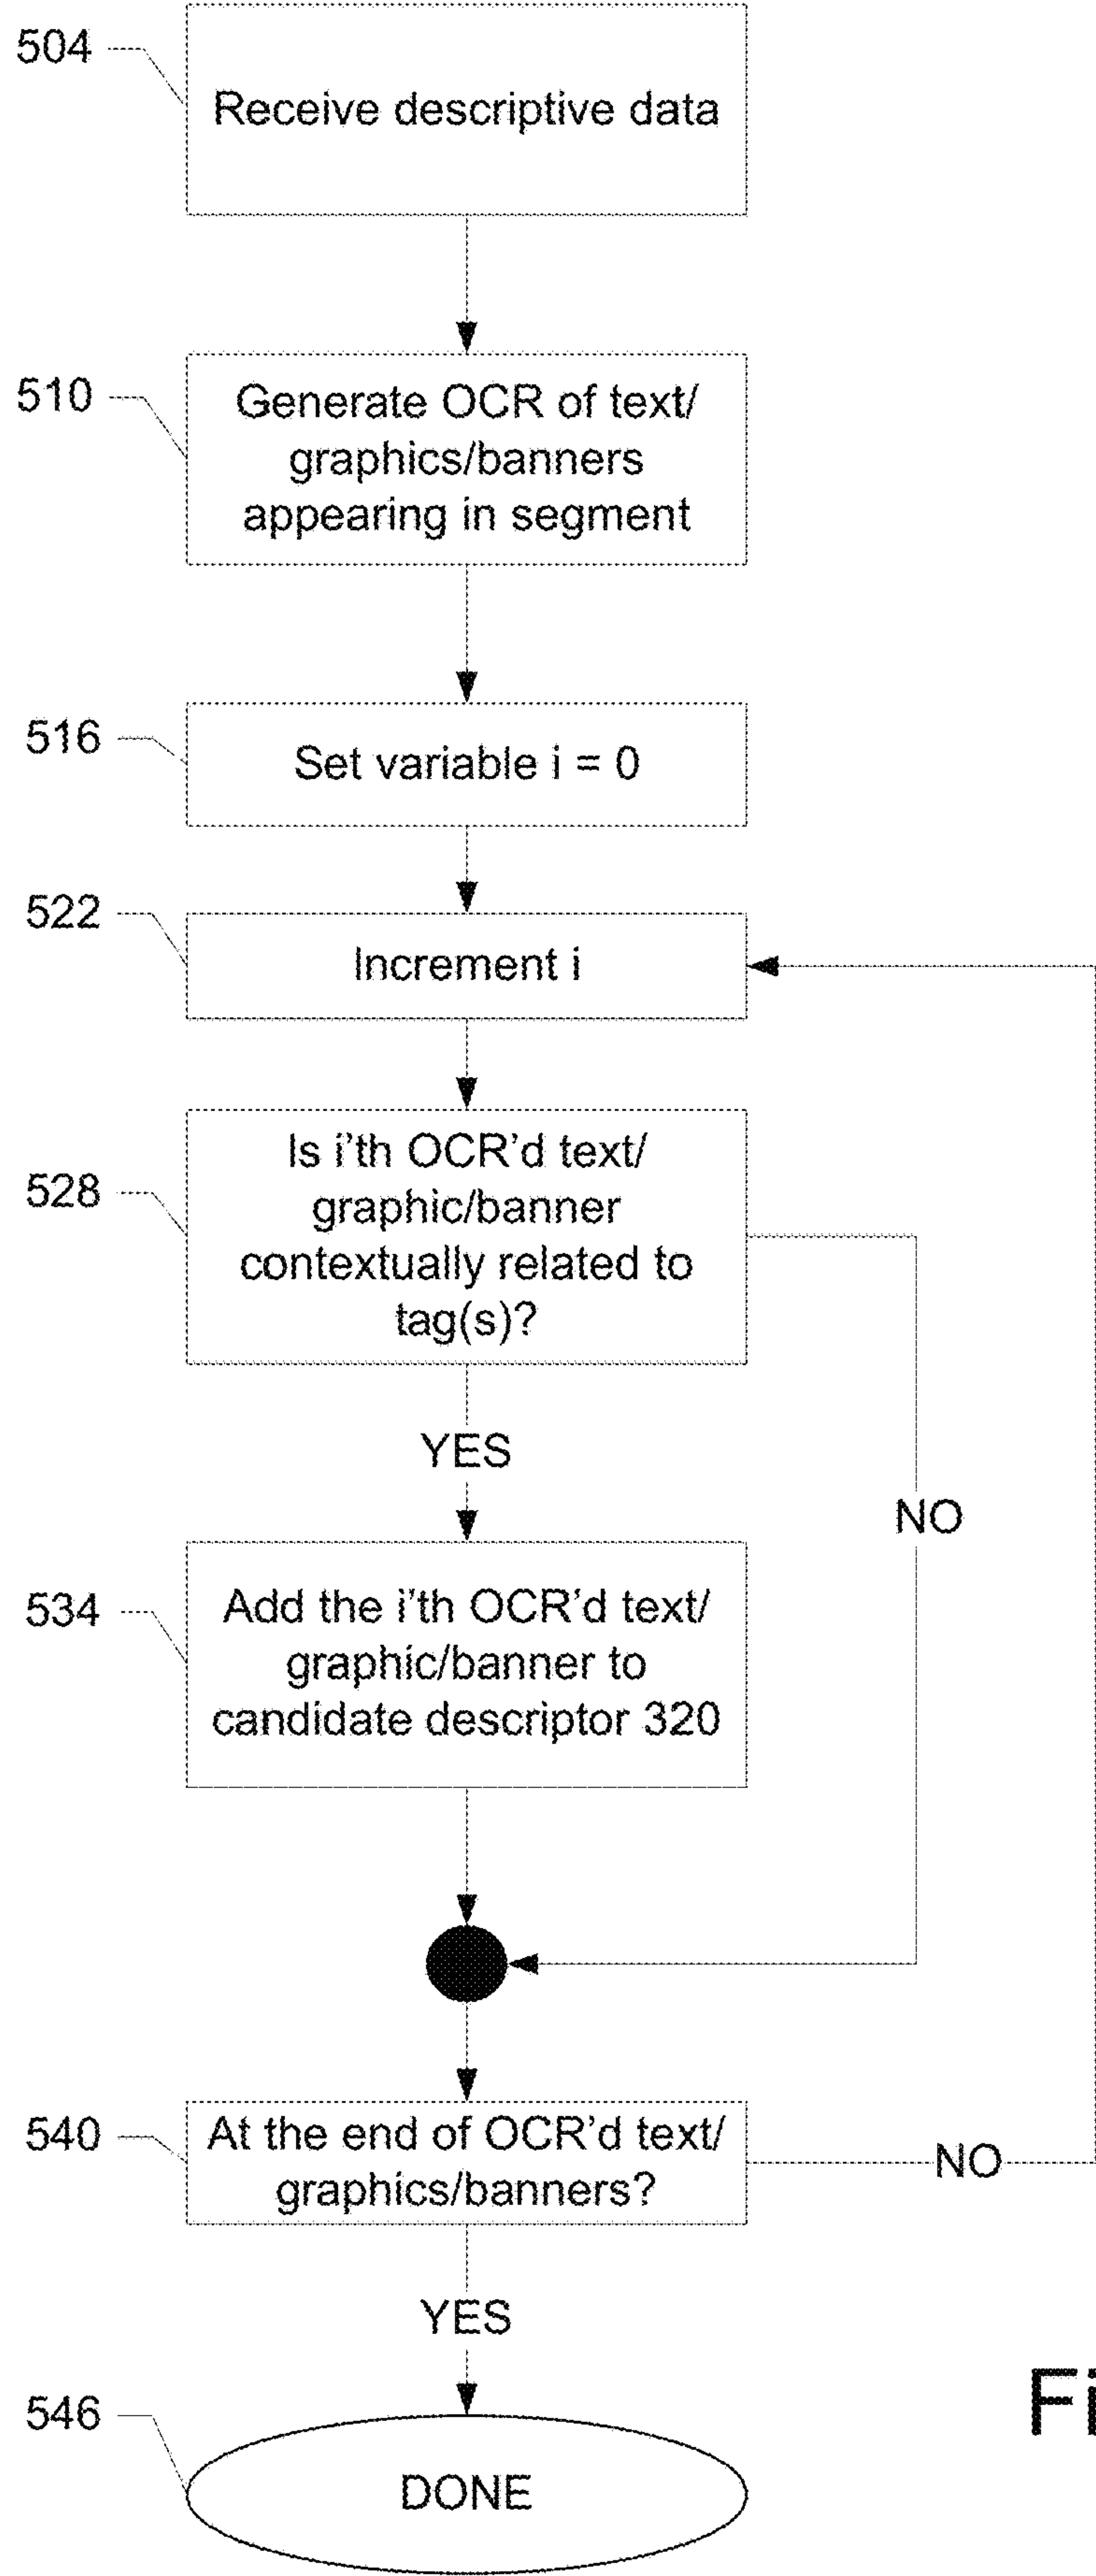 504
Receive descriptive data
510
Generate OCR of text/
graphics/banners
appearing in segment
516
Set variable i = 0
522
Increment i
528
Is i'th OCR'd text/
graphic/banner
contextually related to
tag(s)?
YES
NO
534
Add the i'th OCR'd text/
graphic/banner to
candidate descriptor 320
540
At the end of OCR'd text/
graphics/banners?
NO
YES
546
DONE
Fi